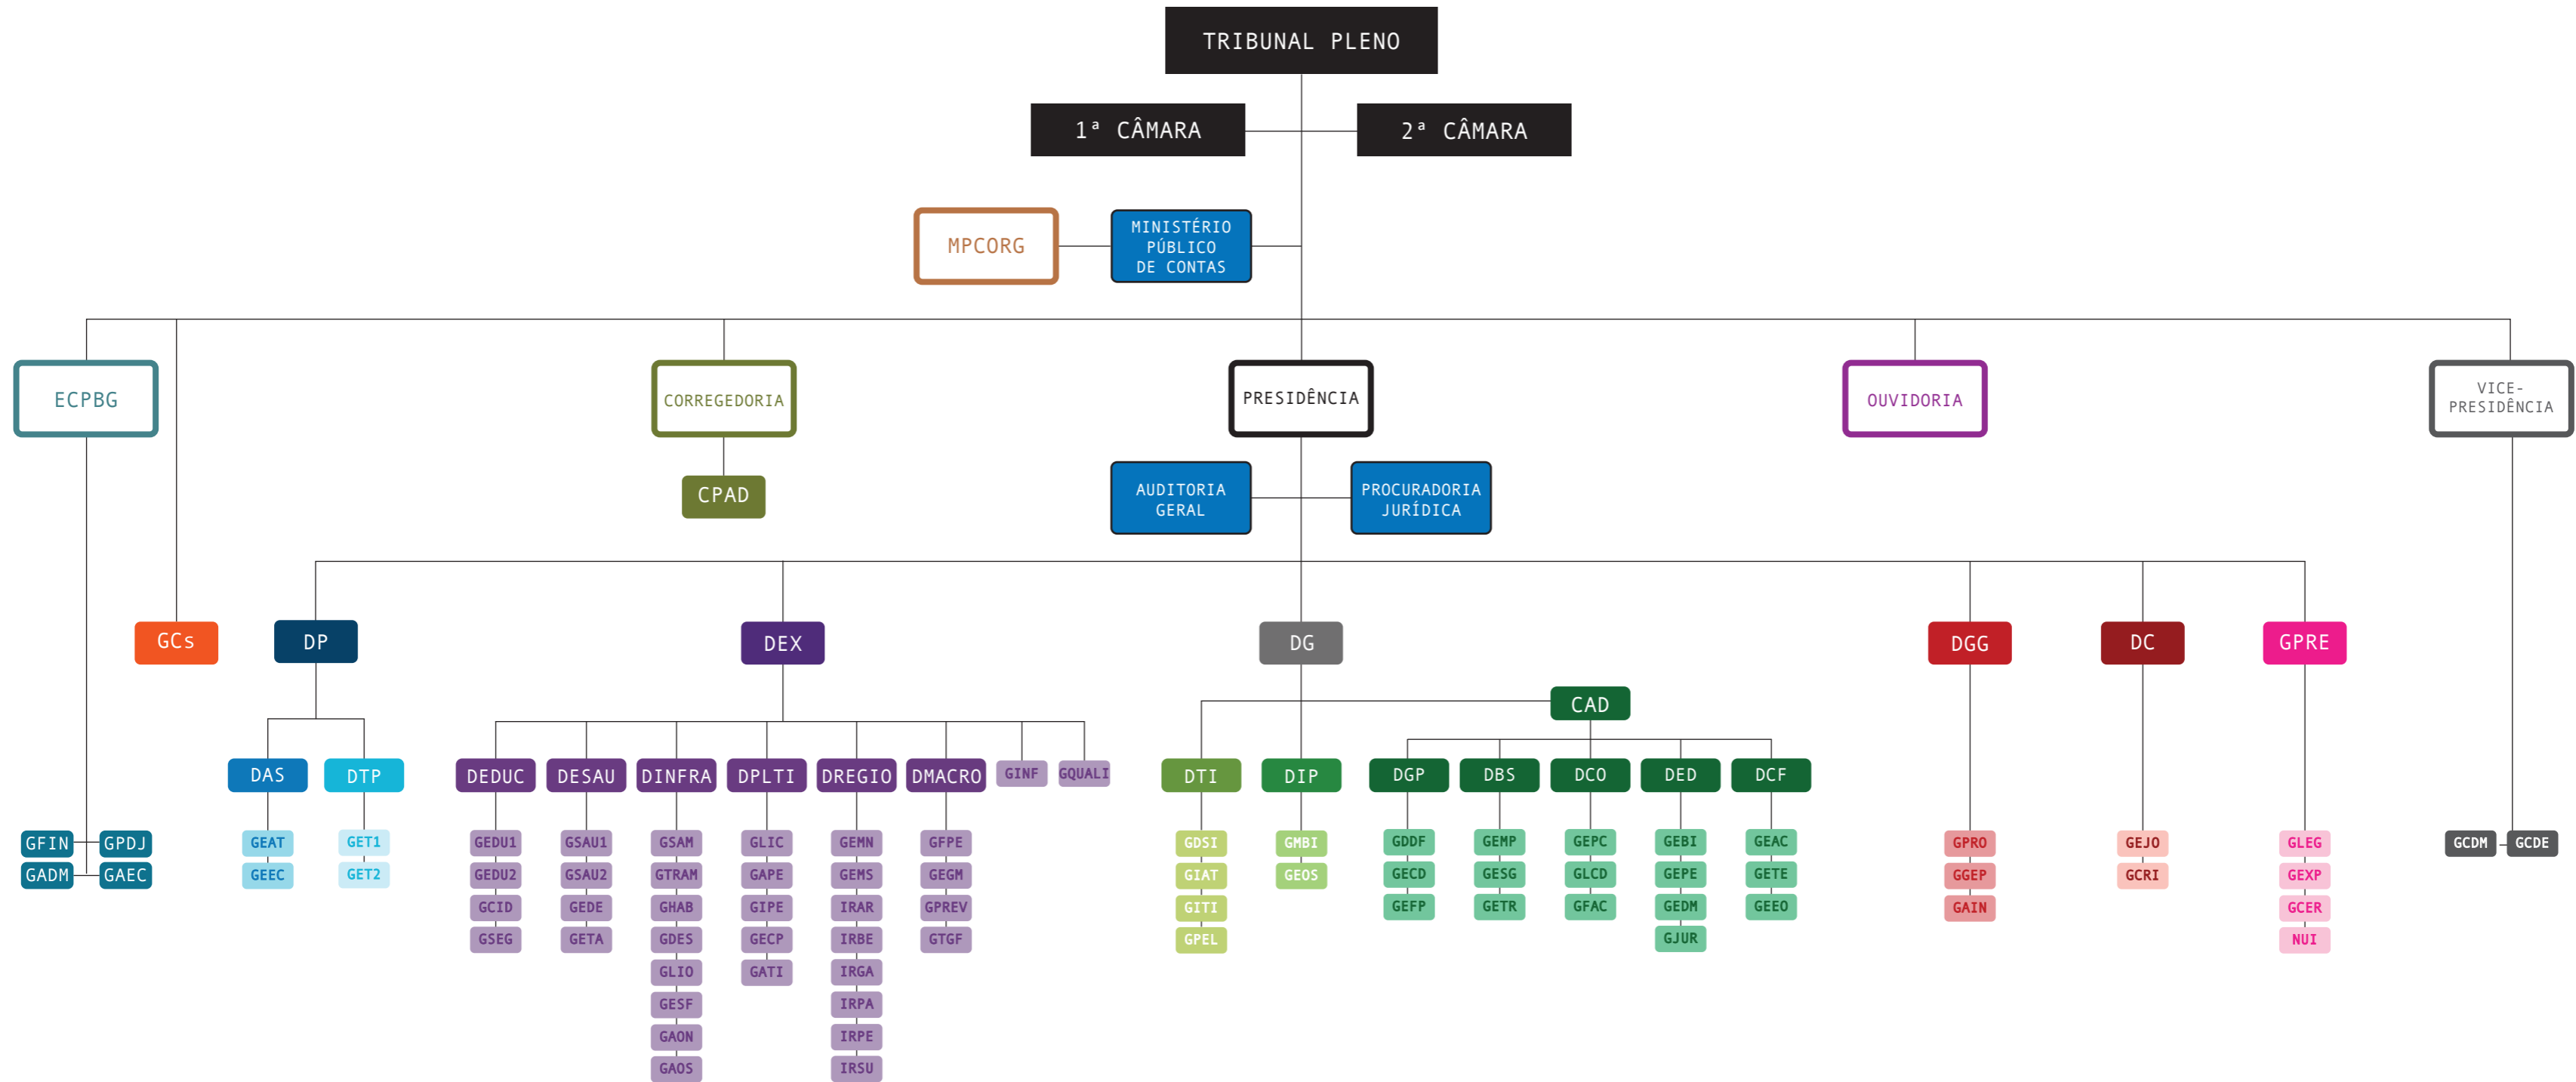 TRIBUNAL PLENO
1ª CÂMARA
2ª CÂMARA
MPCORG
MINISTÉRIO
PÚBLICO
DE CONTAS
ECPBG
CORREGEDORIA
PRESIDÊNCIA
OUVIDORIA
VICE-
PRESIDÊNCIA
CPAD
AUDITORIA
GERAL
PROCURADORIA
JURÍDICA
GCs
DP
DEX
DG
DGG
DC
GPRE
CAD
DAS
DTP
DEDUC
DESAU
DINFRA
DPLTI
DREGIO
DMACRO
GINF
GQUALI
DTI
DIP
DGP
DBS
DCO
DED
DCF
GFIN
GPDJ
GADM
GAEC
GEAT
GEEC
GET1
GET2
GEDU1
GEDU2
GCID
GSEG
GSAU1
GSAU2
GEDE
GETA
GSAM
GTRAM
GHAB
GDES
GLIO
GESF
GAON
GAOS
GLIC
GAPE
GIPE
GECP
GATI
GEMN
GEMS
IRAR
IRBE
IRGA
IRPA
IRPE
IRSU
GFPE
GEGM
GPREV
GTGF
GDSI
GIAT
GITI
GPEL
GMBI
GEOS
GDDF
GECD
GEFP
GEMP
GESG
GETR
GEPC
GLCD
GFAC
GEBI
GEPE
GEDM
GJUR
GEAC
GETE
GEEO
GPRO
GGEP
GAIN
GEJO
GCRI
GLEG
GEXP
GCER
NUI
GCDM
GCDE